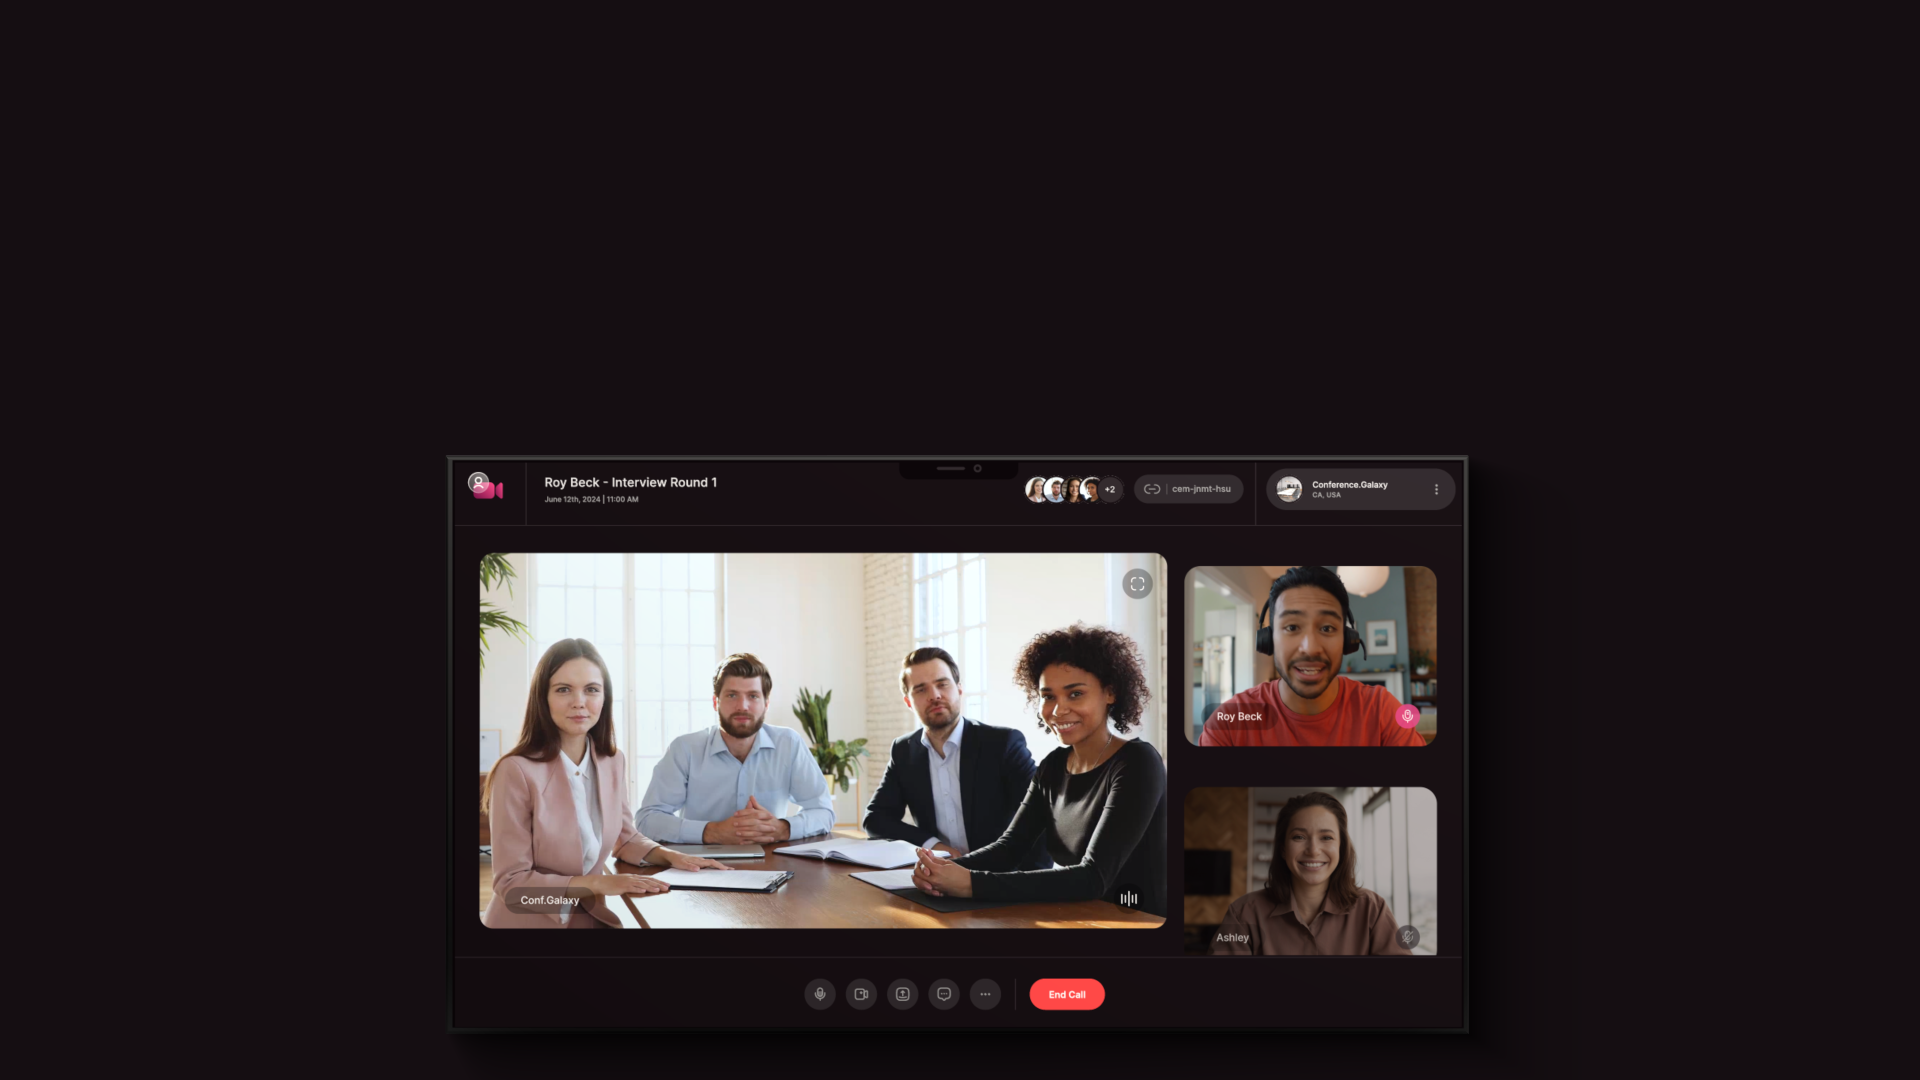 Roy Beck - Interview Round 1
June 12th, 2024 | 11:00 AM
+2
cem-jnmt-hsu
Conference.Galaxy
CA, USA
Roy Beck
Conf.Galaxy
Ashley
End Call